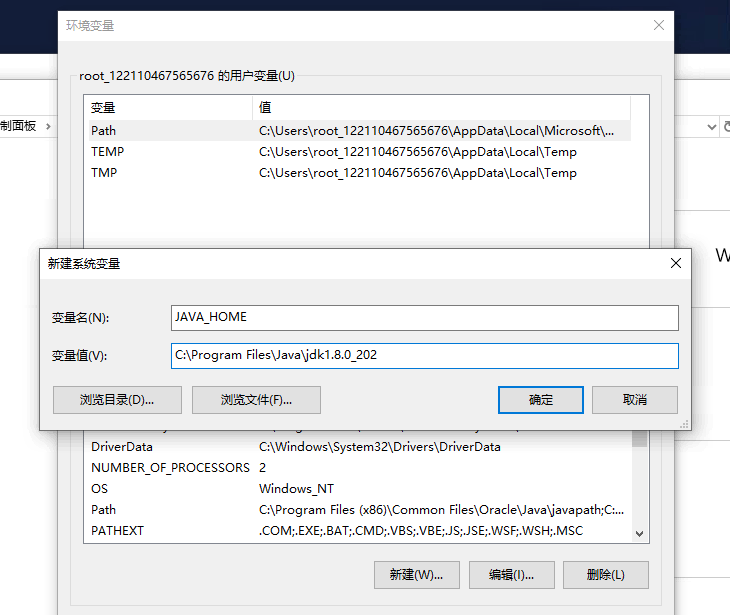 环境变量
root_122110467565676 的用户变量(U)
变量 值
制面板
Path C:\Users\root_122110467565676\AppData\Local\Microsoft\...
TEMP C:\Users\root_122110467565676\AppData\Local\Temp
TMP C:\Users\root_122110467565676\AppData\Local\Temp
新建系统变量
变量名(N): JAVA_HOME
变量值(V): C:\Program Files\Java\jdk1.8.0_202
浏览目录(D)... 浏览文件(F)... 确定 取消
DriverData C:\Windows\System32\Drivers\DriverData
NUMBER_OF_PROCESSORS 2
OS Windows_NT
Path C:\Program Files (x86)\Common Files\Oracle\Java\javapath;C:...
PATHEXT .COM;.EXE;.BAT;.CMD;.VBS;.VBE;.JS;.JSE;.WSF;.WSH;.MSC
新建(W)... 编辑(I)... 删除(L)